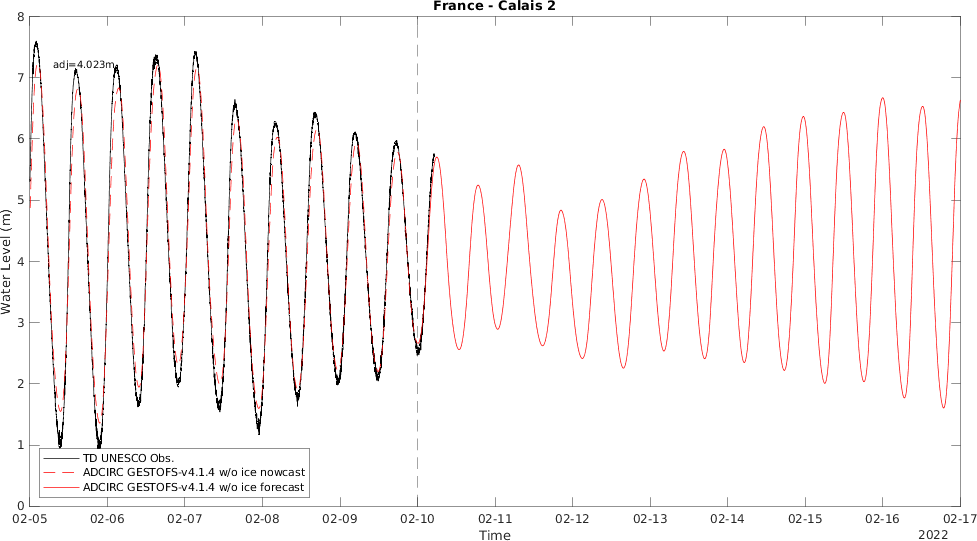 France - Calais 2
adj=4.023m
Water Level (m)
8
7
6
5
4
3
2
1
0
TD UNESCO Obs.
ADCIRC GESTOFS-v4.1.4 w/o ice nowcast
ADCIRC GESTOFS-v4.1.4 w/o ice forecast
02-05 02-06 02-07 02-08 02-09 02-10 02-11 02-12 02-13 02-14 02-15 02-16 02-17
Time
2022